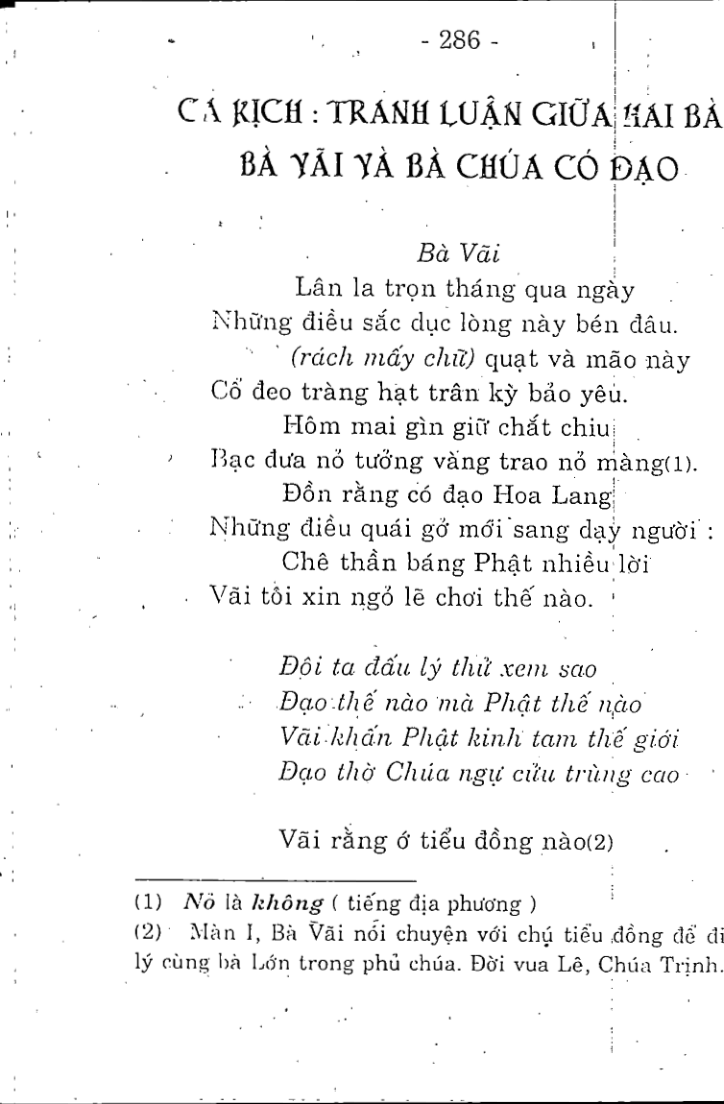 - 286 -
CA KỊCH : TRANH LUẬN GIỮA HAI BÀ
BÀ VÃI VÀ BÀ CHÚA CÓ ĐẠO
Bà Vãi
Lân la trọn tháng qua ngày
Những điều sắc dục lòng này bén đâu.
(rách mấy chữ) quạt và mão này
Cổ đeo tràng hạt trân kỳ bảo yêu.
Hôm mai gìn giữ chắt chiu
Bạc đưa nỏ tưởng vàng trao nỏ màng(1).
Đồn rằng có đạo Hoa Lang
Những điều quái gở mới sang dạy người :
Chê thần báng Phật nhiều lời
Vãi tôi xin ngỏ lẽ chơi thế nào.
Đôi ta đấu lý thử xem sao
Đạo thế nào mà Phật thế nào
Vãi khấn Phật kinh tam thế giới
Đạo thờ Chúa ngự cửu trùng cao
Vãi rằng ớ tiểu đồng nào(2)
(1) Nỏ là không ( tiếng địa phương )
(2) Màn I, Bà Vãi nói chuyện với chú tiểu đồng để đi
lý cùng bà Lớn trong phủ chúa. Đời vua Lê, Chúa Trịnh.